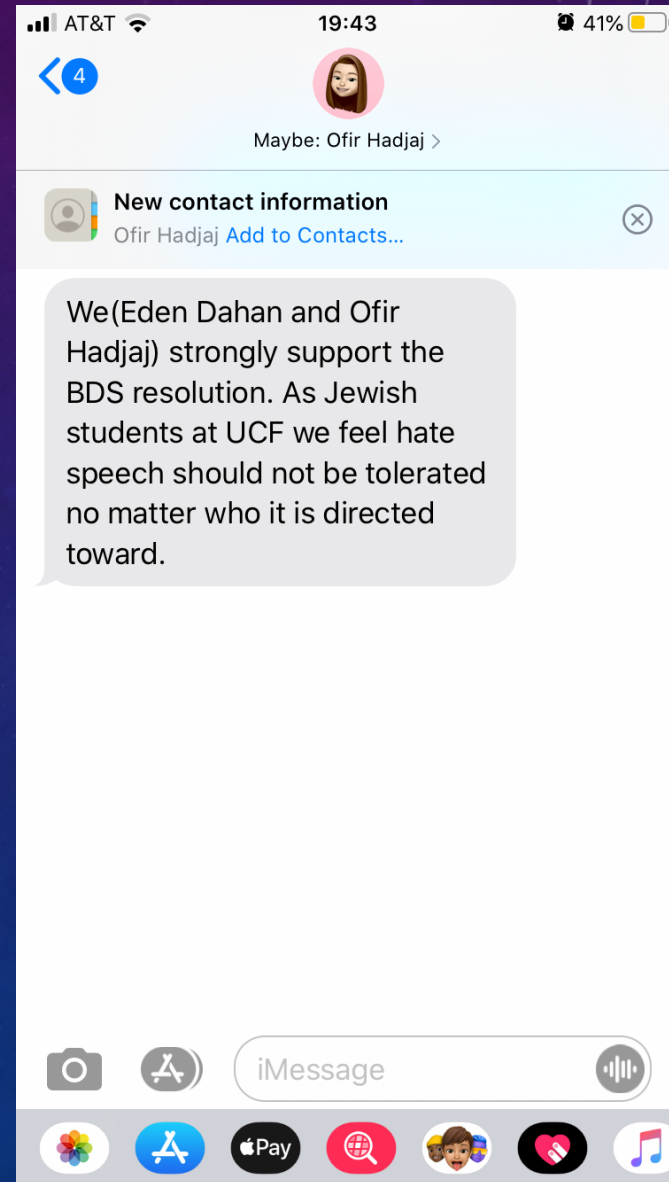 AT&T 19:43 41%
4
Maybe: Ofir Hadjaj >
New contact information
Ofir Hadjaj Add to Contacts...
We(Eden Dahan and Ofir
Hadjaj) strongly support the
BDS resolution. As Jewish
students at UCF we feel hate
speech should not be tolerated
no matter who it is directed
toward.
iMessage
Pay